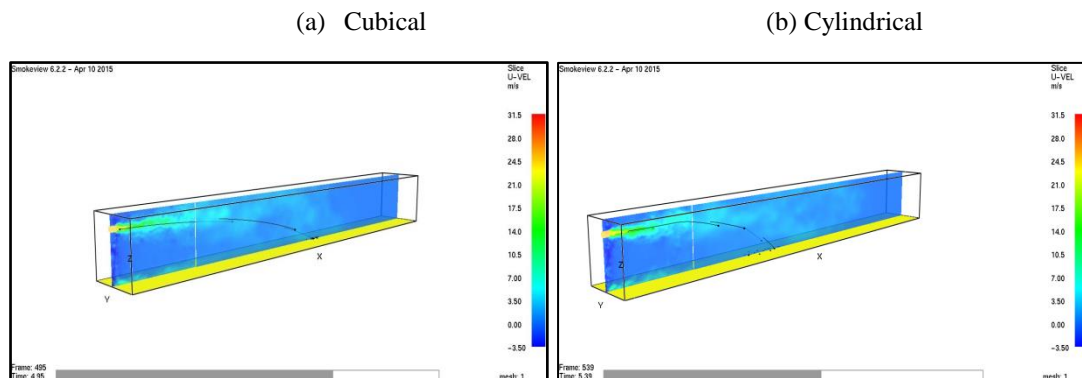 (a) Cubical
(b) Cylindrical
Smokeview 6.2.2 – Apr 10 2015
Slice
U-VEL
m/s
31.5
28.0
24.5
21.0
17.5
14.0
10.5
7.00
3.50
0.00
-3.50
Z
X
Y
Frame: 495
Time: 4.95
mesh: 1
Smokeview 6.2.2 – Apr 10 2015
Slice
U-VEL
m/s
31.5
28.0
24.5
21.0
17.5
14.0
10.5
7.00
3.50
0.00
-3.50
Z
X
Y
Frame: 539
Time: 5.39
mesh: 1